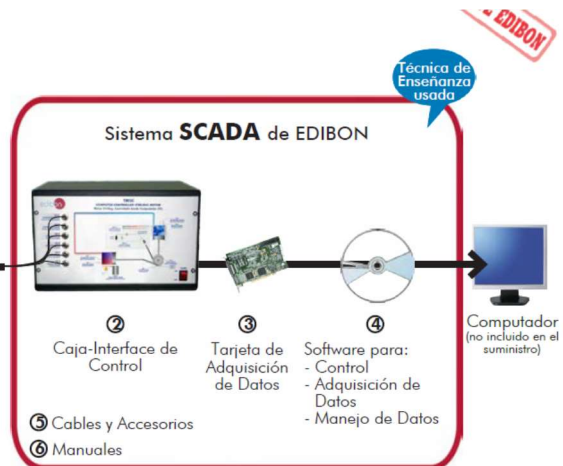 EDIBON
Técnica de
Enseñanza
usada
Sistema SCADA de EDIBON
② 
Caja-Interface de
Control
③
Tarjeta de
Adquisición
de Datos
④
Software para:
- Control
- Adquisición de
Datos
- Manejo de Datos
Computador
(no incluido en el
suministro)
⑤ Cables y Accesorios
⑥ Manuales